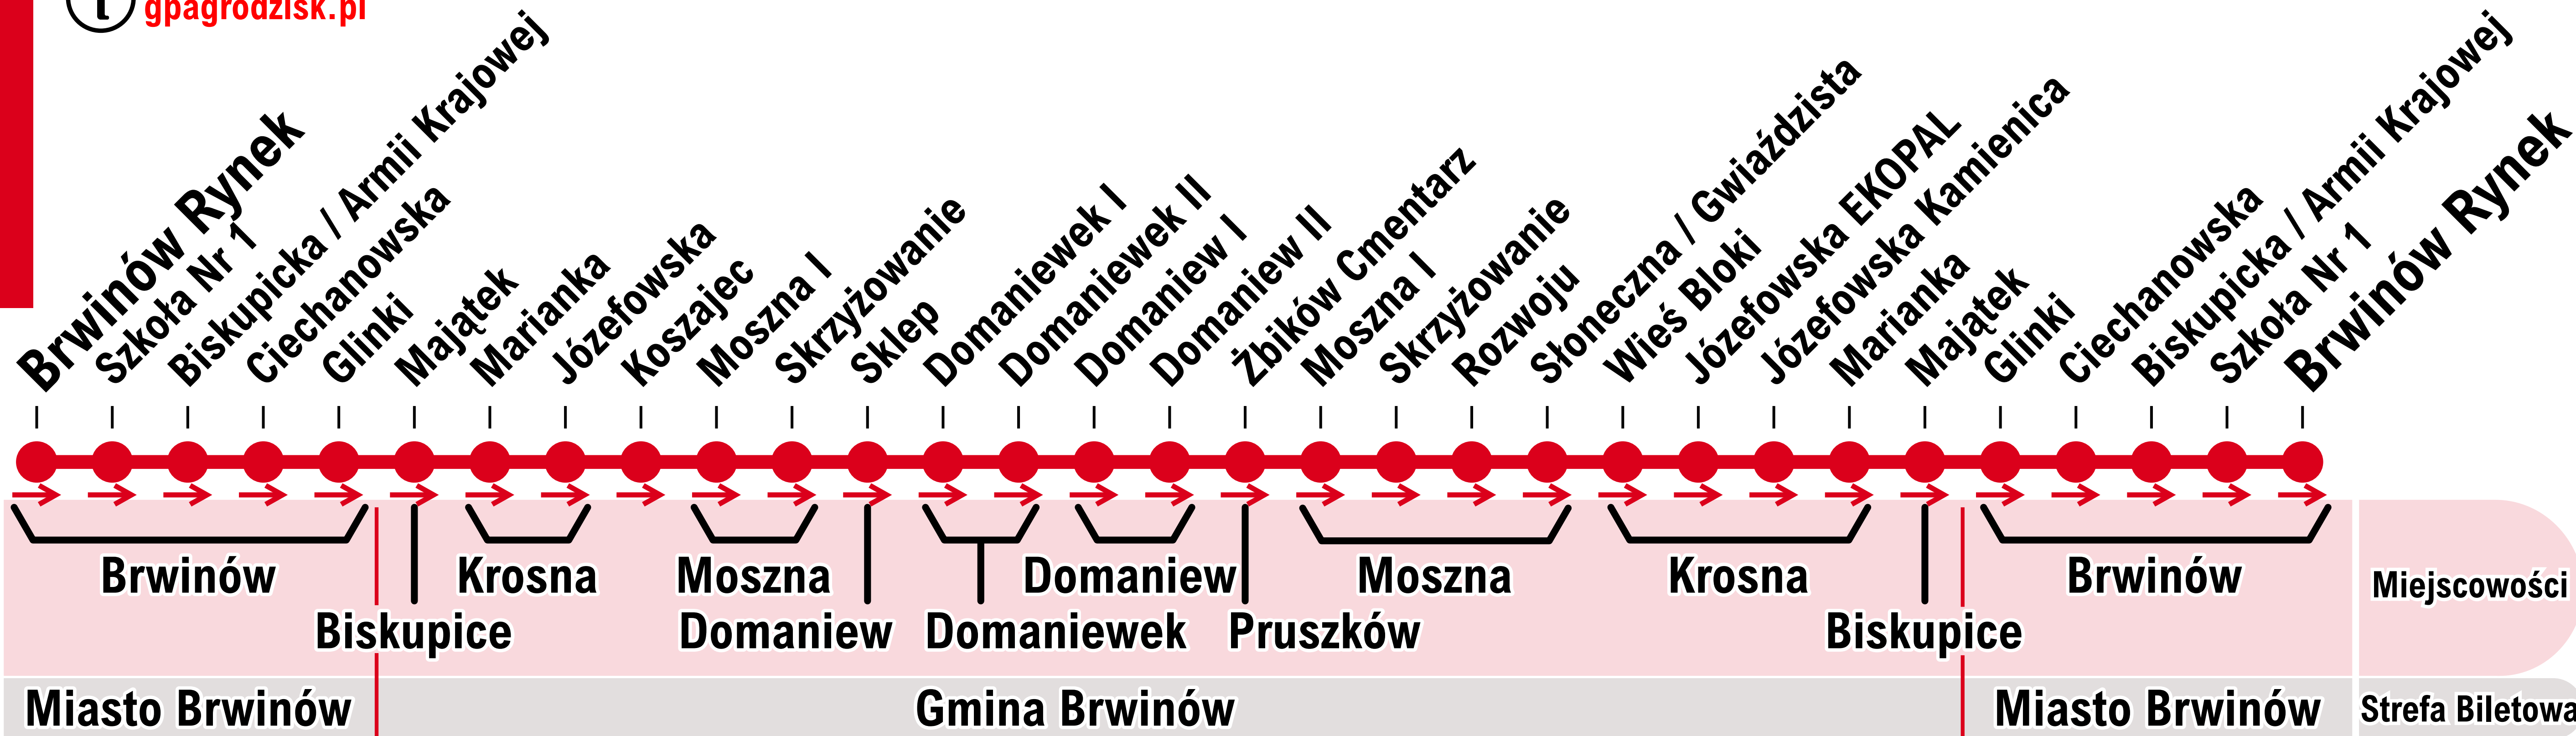 gpagrodzisk.pl
Brwinów Rynek
Szkoła Nr 1
Biskupicka / Armii Krajowej
Ciechanowska
Glinki
Majątek
Marianka
Józefowska
Koszajec
Moszna I
Skrzyżowanie
Sklep
Domaniewek I
Domaniewek II
Domaniew I
Domaniew II
Żbików Cmentarz
Moszna I
Skrzyżowanie
Rozwoju
Słoneczna / Gwiaździsta
Wieś Bloki
Józefowska EKOPAL
Józefowska Kamienica
Marianka
Majątek
Glinki
Ciechanowska
Biskupicka / Armii Krajowej
Szkoła Nr 1
Brwinów Rynek
Brwinów
Krosna
Moszna
Domaniew
Moszna
Krosna
Brwinów
Miejscowości
Biskupice
Domaniew
Domaniewek
Pruszków
Biskupice
Miasto Brwinów
Gmina Brwinów
Miasto Brwinów
Strefa Biletowa